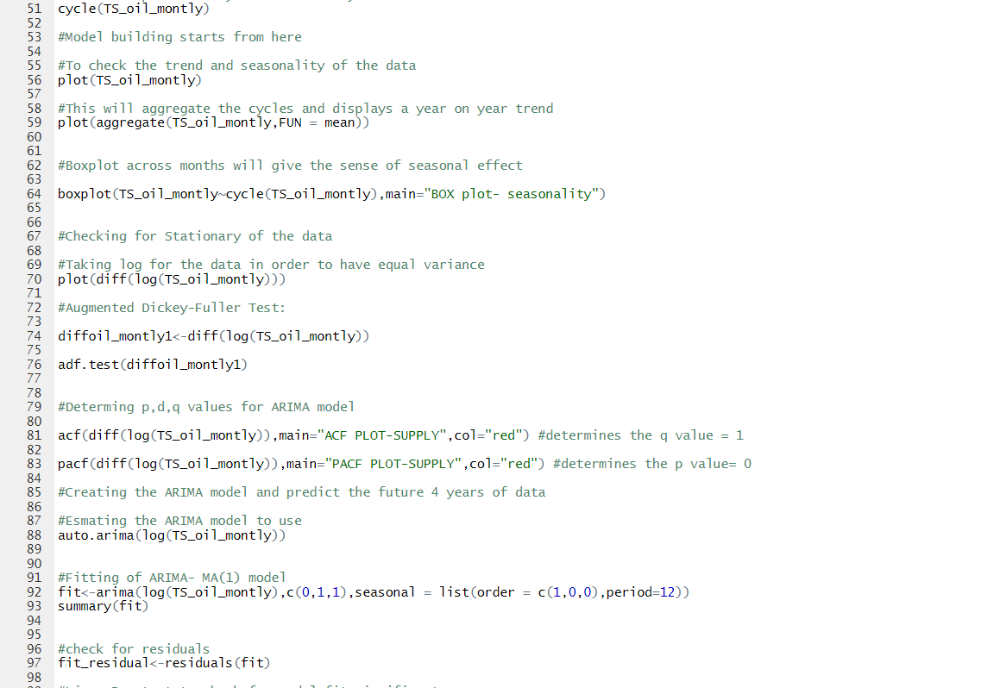 51 cycle(TS_oil_montly)
52
53 #Model building starts from here
54
55 #To check the trend and seasonality of the data
56 plot(TS_oil_montly)
57
58 #This will aggregate the cycles and displays a year on year trend
59 plot(aggregate(TS_oil_montly,FUN = mean))
60
61
62 #Boxplot across months will give the sense of seasonal effect
63
64 boxplot(TS_oil_montly~cycle(TS_oil_montly),main="BOX plot- seasonality")
65
66
67 #Checking for Stationary of the data
68
69 #Taking log for the data in order to have equal variance
70 plot(diff(log(TS_oil_montly)))
71
72 #Augmented Dickey-Fuller Test:
73
74 diffoil_montly1<-diff(log(TS_oil_montly))
75
76 adf.test(diffoil_montly1)
77
78
79 #Determing p,d,q values for ARIMA model
80
81 acf(diff(log(TS_oil_montly)),main="ACF PLOT-SUPPLY",col="red") #determines the q value = 1
82
83 pacf(diff(log(TS_oil_montly)),main="PACF PLOT-SUPPLY",col="red") #determines the p value= 0
84
85 #Creating the ARIMA model and predict the future 4 years of data
86
87 #Esmating the ARIMA model to use
88 auto.arima(log(TS_oil_montly))
89
90
91 #Fitting of ARIMA- MA(1) model
92 fit<-arima(log(TS_oil_montly),c(0,1,1),seasonal = list(order = c(1,0,0),period=12))
93 summary(fit)
94
95
96 #check for residuals
97 fit_residual<-residuals(fit)
98